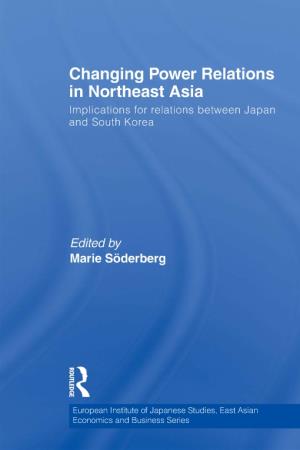 Changing Power Relations
in Northeast Asia
Implications for relations between Japan
and South Korea
Edited by
Marie Söderberg
ROUTLEDGE
European Institute of Japanese Studies, East Asian
Economics and Business Series